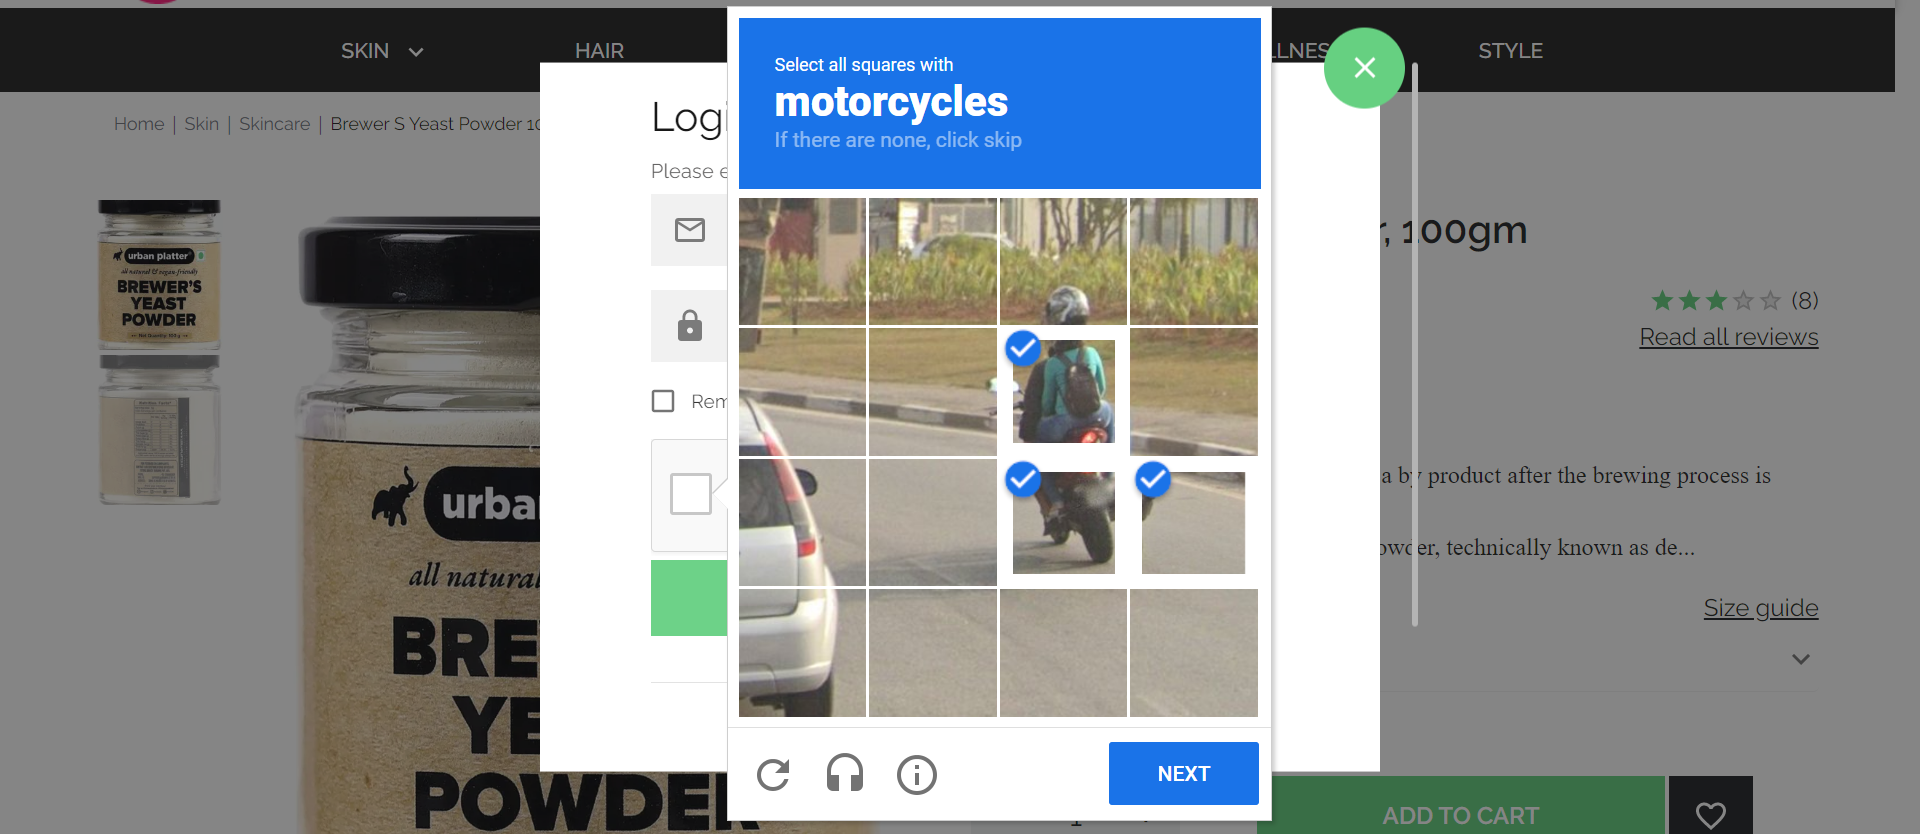 SKIN
HAIR
LLNES
STYLE
Home | Skin | Skincare | Brewer S Yeast Powder 10
Select all squares with
motorcycles
If there are none, click skip
Logi
Please e
Rem
NEXT
urban platter
all natural & vegan-friendly
BREWER'S
YEAST
POWDER
urba
all natural
BRE
YE
POWDER
r, 100gm
(8)
Read all reviews
a by product after the brewing process is
owder, technically known as de...
Size guide
ADD TO CART